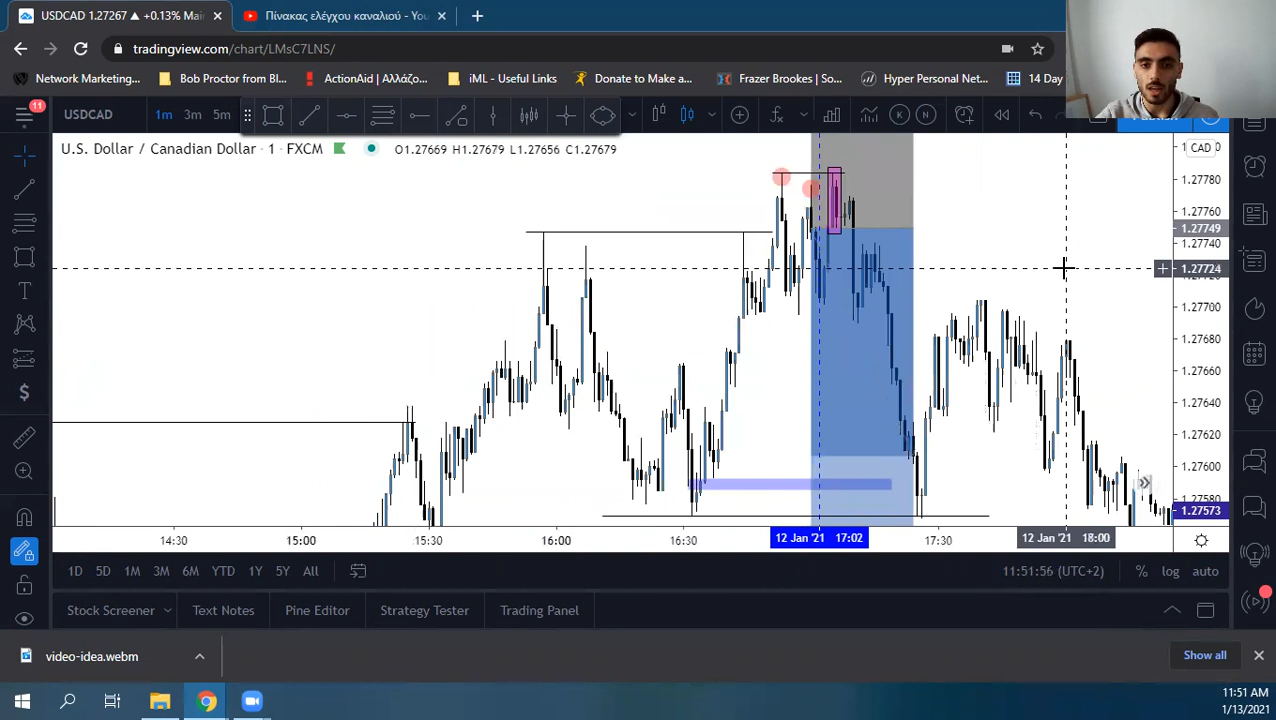 USDCAD 1.27267 ▲ +0.13% Main
Πίνακας ελέγχου καναλιού - You
tradingview.com/chart/LMsC7LNS/
Network Marketing...
Bob Proctor from Bl...
ActionAid | Αλλάζο...
iML - Useful Links
Donate to Make a...
Frazer Brookes | So...
Hyper Personal Net...
14 Day
11
USDCAD
1m
3m
5m
U.S. Dollar / Canadian Dollar · 1 · FXCM
O1.27669 H1.27679 L1.27656 C1.27679
CAD
1.27780
1.27760
1.27749
1.27740
1.27724
1.27700
1.27680
1.27660
1.27640
1.27620
1.27600
1.27580
1.27573
14:30
15:00
15:30
16:00
16:30
12 Jan '21 17:02
17:30
12 Jan '21 18:00
1D 5D 1M 3M 6M YTD 1Y 5Y All
11:51:56 (UTC+2)
% log auto
Stock Screener
Text Notes
Pine Editor
Strategy Tester
Trading Panel
video-idea.webm
Show all
11:51 AM
1/13/2021